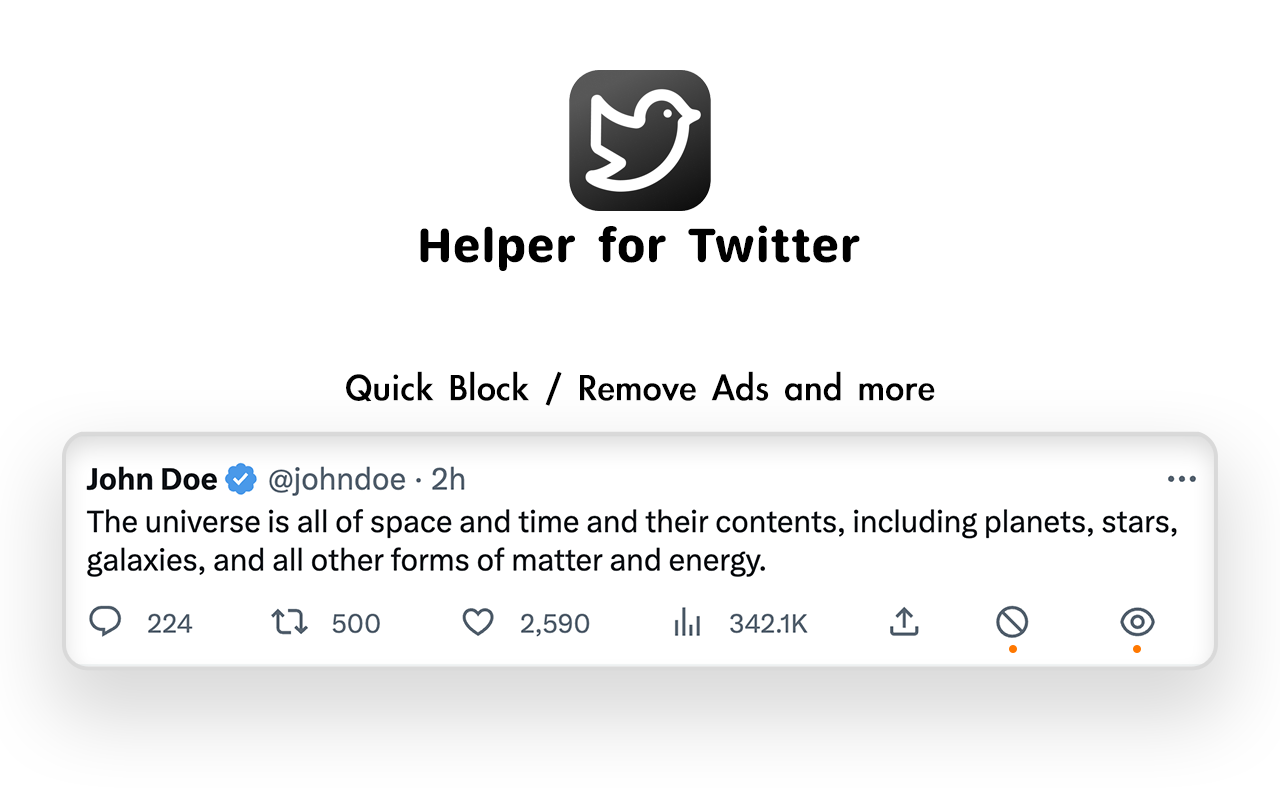 Helper for Twitter
Quick Block / Remove Ads and more
John Doe @johndoe · 2h
The universe is all of space and time and their contents, including planets, stars,
galaxies, and all other forms of matter and energy.
224 500 2,590 342.1K